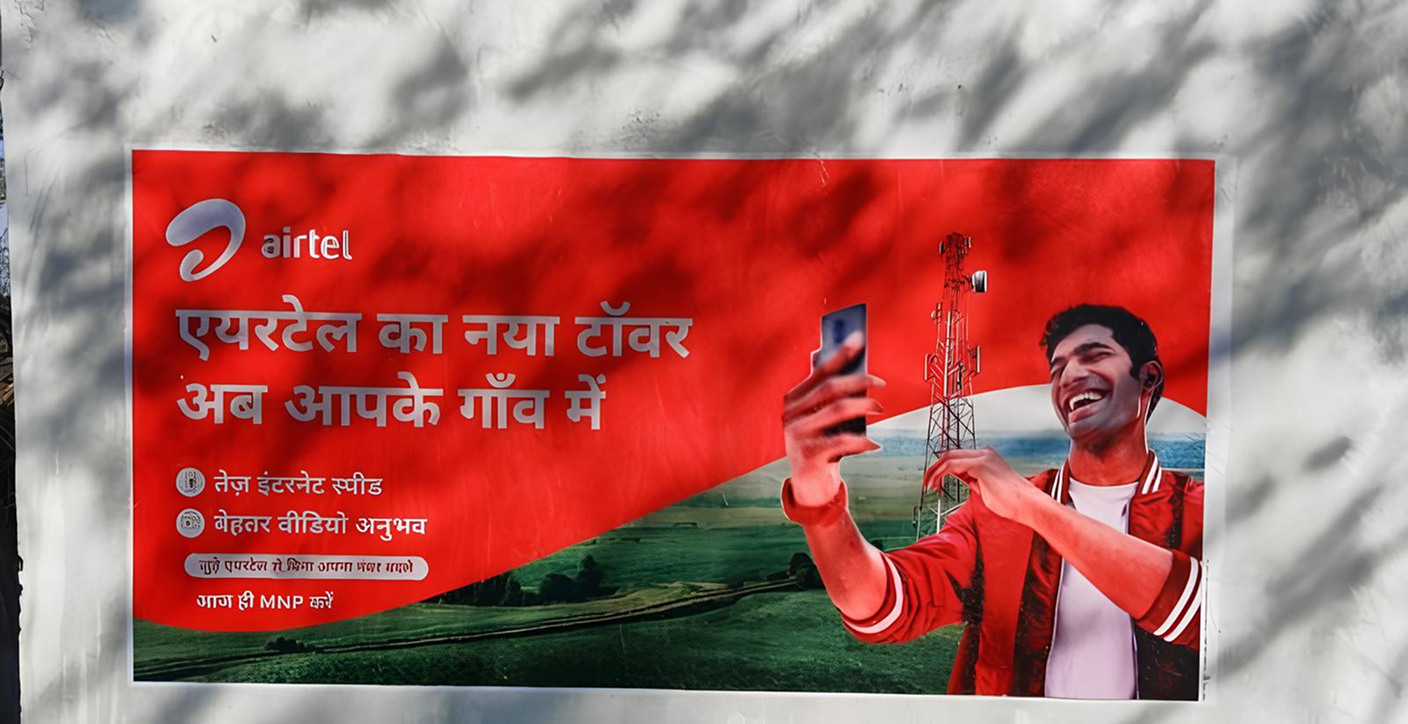 airtel
एयरटेल का नया टॉवर
अब आपके गाँव में
तेज़ इंटरनेट स्पीड
बेहतर वीडियो अनुभव
जुड़े एयरटेल से बिना अपना नंबर बदले
आज ही MNP करें